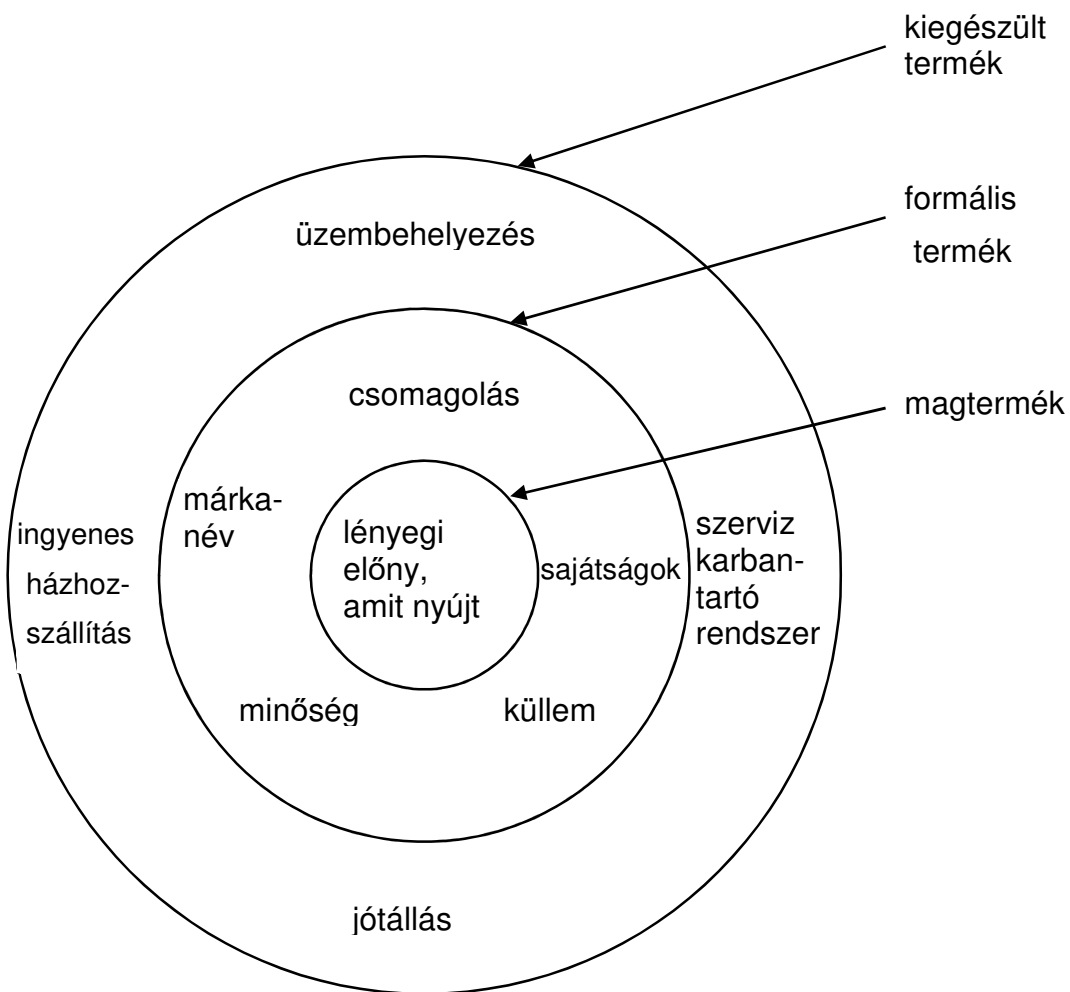 kiegészült
termék
formális
termék
üzembehelyezés
csomagolás
magtermék
márka-
név
ingyenes
házhoz-
szállítás
lényegi
előny,
amit nyújt
sajátságok
szerviz
karban-
tartó
rendszer
minőség
küllem
jótállás